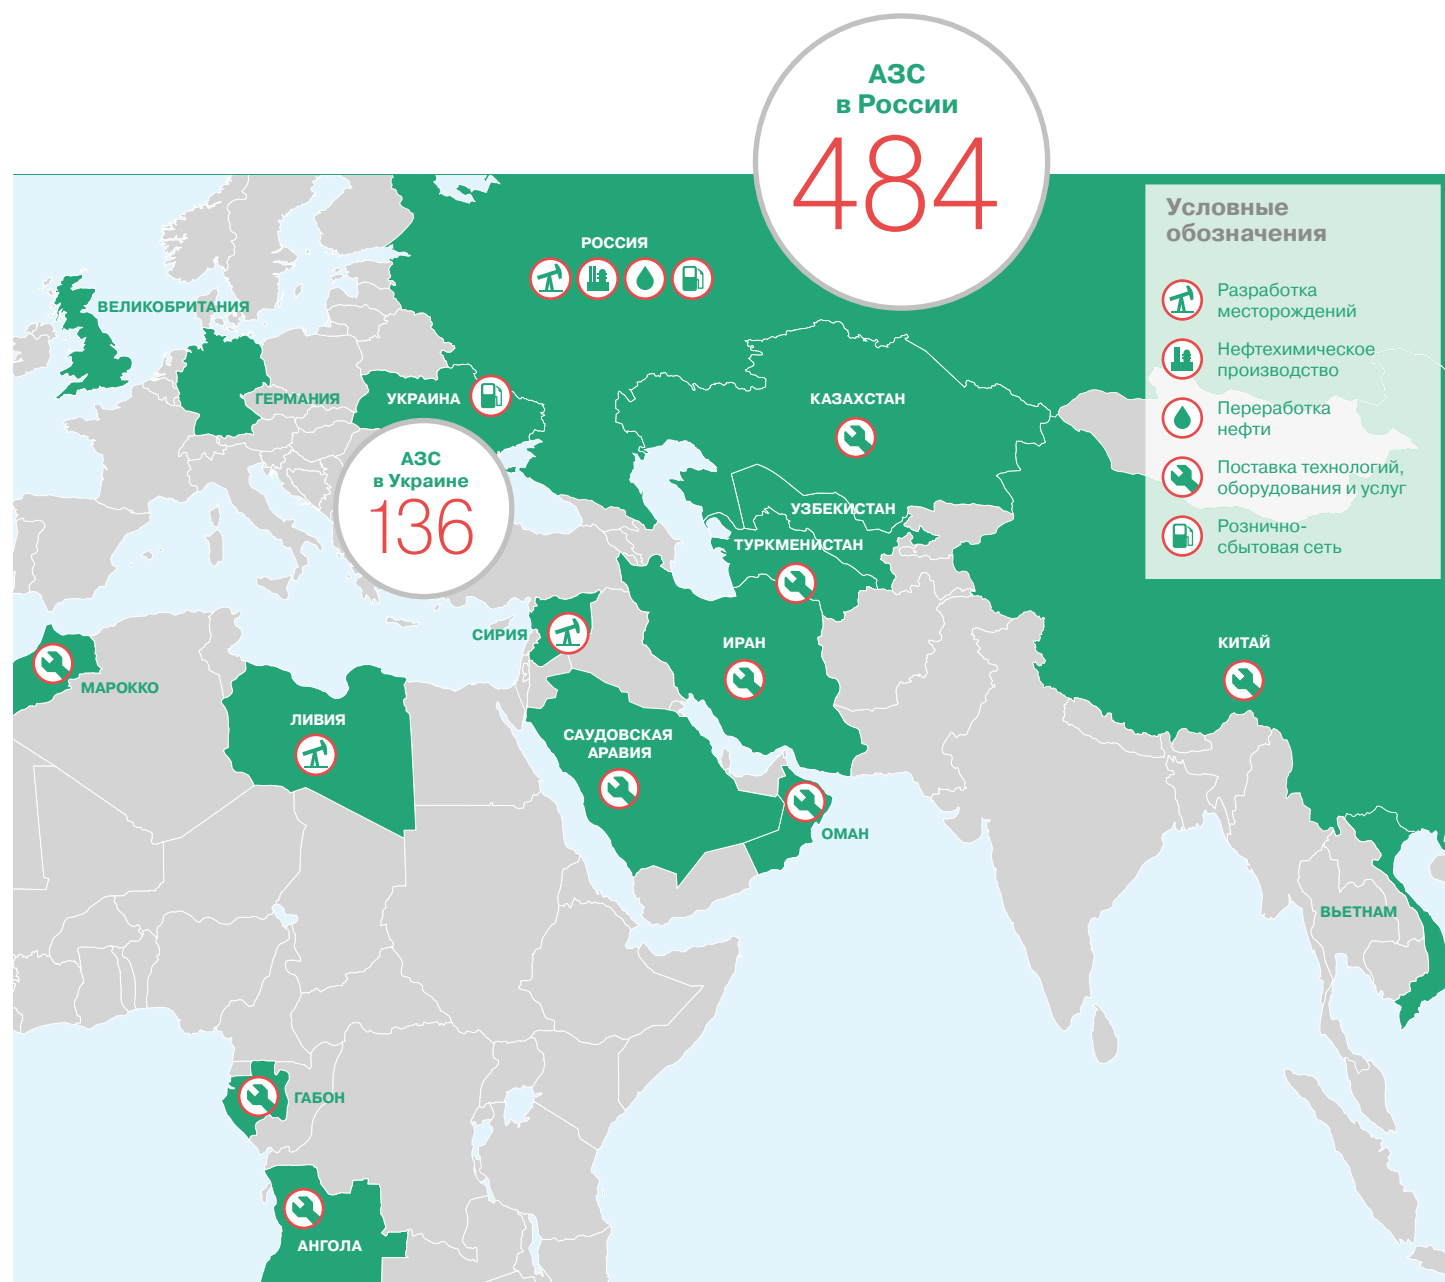 АЗС
в России
484
Условные
обозначения
Разработка
месторождений
Нефтехимическое
производство
Переработка
нефти
Поставка технологий,
оборудования и услуг
Рознично-
сбытовая сеть
РОССИЯ
ВЕЛИКОБРИТАНИЯ
ГЕРМАНИЯ
УКРАИНА
КАЗАХСТАН
АЗС
в Украине
136
УЗБЕКИСТАН
ТУРКМЕНИСТАН
СИРИЯ
ИРАН
КИТАЙ
МАРОККО
ЛИВИЯ
САУДОВСКАЯ
АРАВИЯ
ОМАН
ВЬЕТНАМ
ГАБОН
АНГОЛА